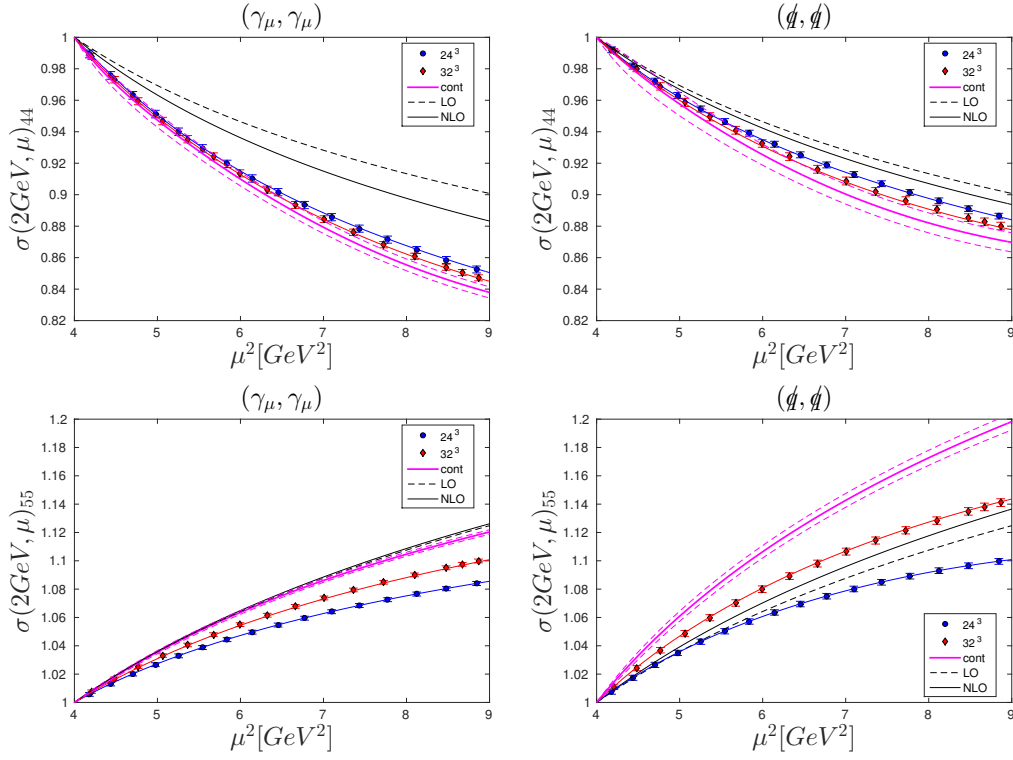 (γμ, γμ)
σ(2GeV, μ)44
1
0.98
0.96
0.94
0.92
0.9
0.88
0.86
0.84
0.82
24³
32³
cont
LO
NLO
4 5 6 7 8 9
μ²[GeV²]
(q̸, q̸)
σ(2GeV, μ)44
1
0.98
0.96
0.94
0.92
0.9
0.88
0.86
0.84
0.82
24³
32³
cont
LO
NLO
4 5 6 7 8 9
μ²[GeV²]
(γμ, γμ)
σ(2GeV, μ)55
1.2
1.18
1.16
1.14
1.12
1.1
1.08
1.06
1.04
1.02
1
24³
32³
cont
LO
NLO
4 5 6 7 8 9
μ²[GeV²]
(q̸, q̸)
σ(2GeV, μ)55
1.2
1.18
1.16
1.14
1.12
1.1
1.08
1.06
1.04
1.02
1
24³
32³
cont
LO
NLO
4 5 6 7 8 9
μ²[GeV²]